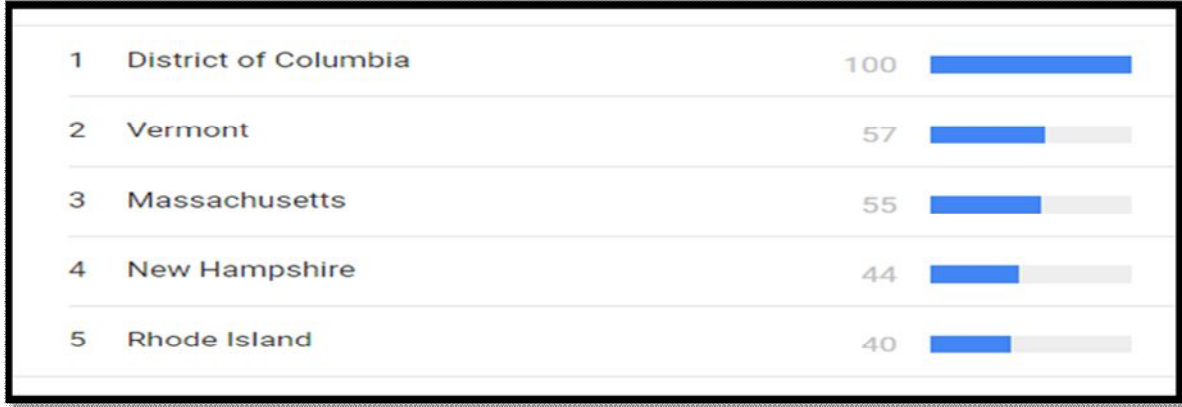 1 District of Columbia 100
2 Vermont 57
3 Massachusetts 55
4 New Hampshire 44
5 Rhode Island 40